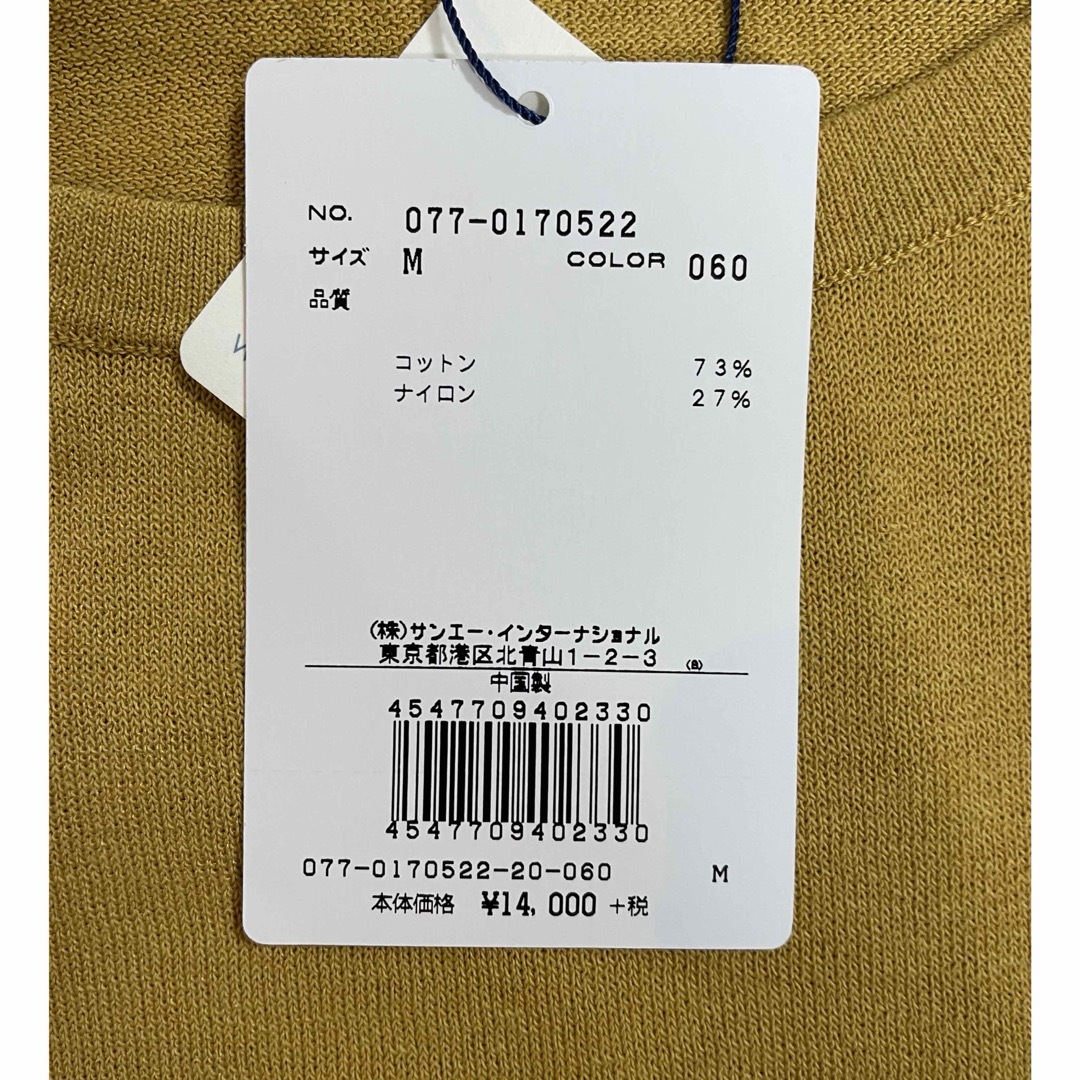 NO. 077-0170522
サイズ M COLOR 060
品質
コットン 73%
ナイロン 27%
(株)サンエー・インターナショナル
東京都港区北青山1-2-3 (B)
中国製
4547709402330
4547709402330
077-0170522-20-060 M
本体価格 ¥14,000 +税